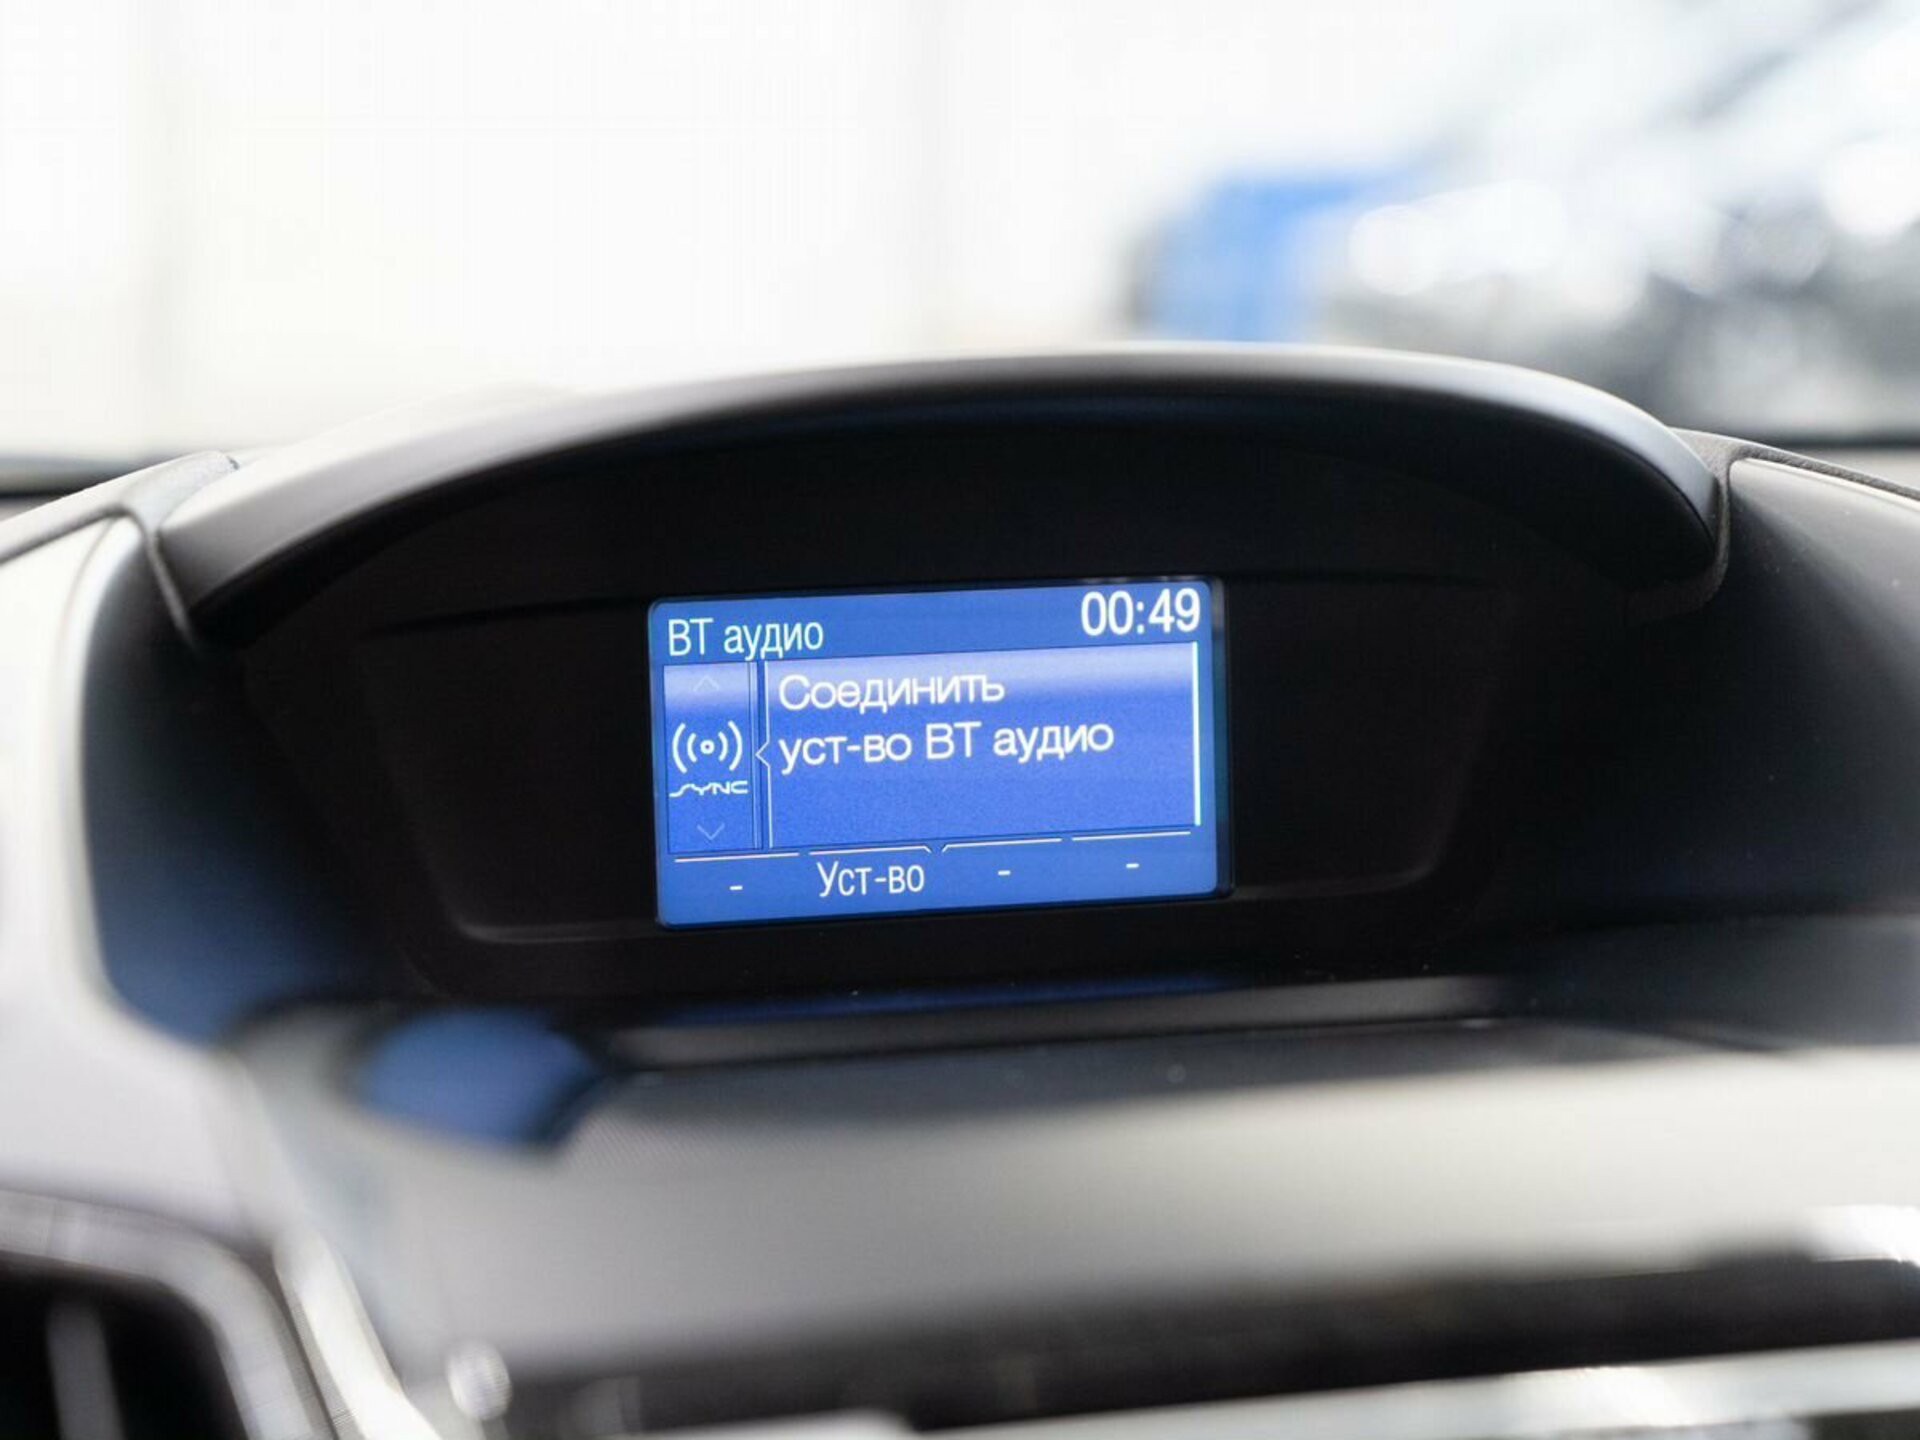 BT аудио
00:49
Соединить
уст-во BT аудио
SYNC
- Уст-во - -